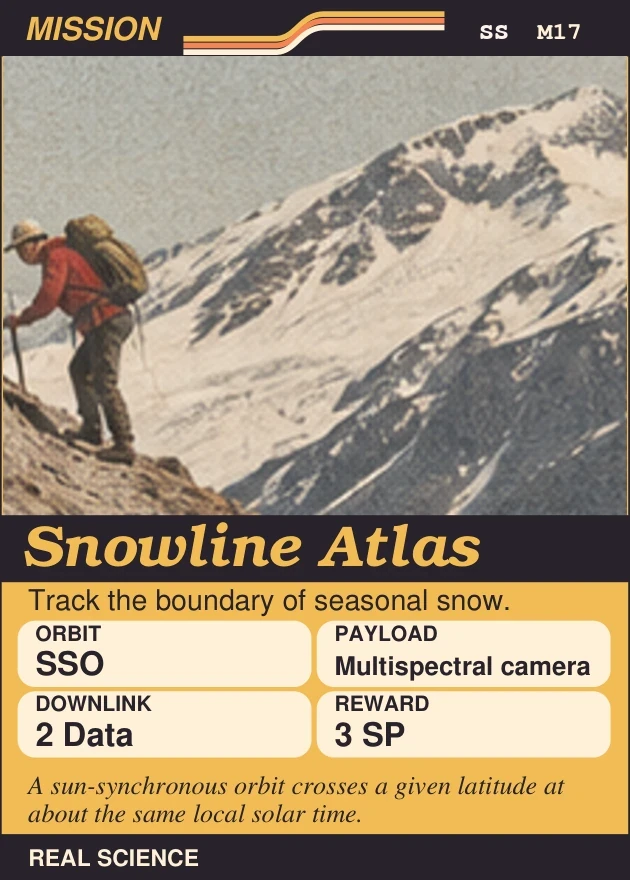 MISSION
SS M17
Snowline Atlas
Track the boundary of seasonal snow.
ORBIT
SSO
PAYLOAD
Multispectral camera
DOWNLINK
2 Data
REWARD
3 SP
A sun-synchronous orbit crosses a given latitude at
about the same local solar time.
REAL SCIENCE